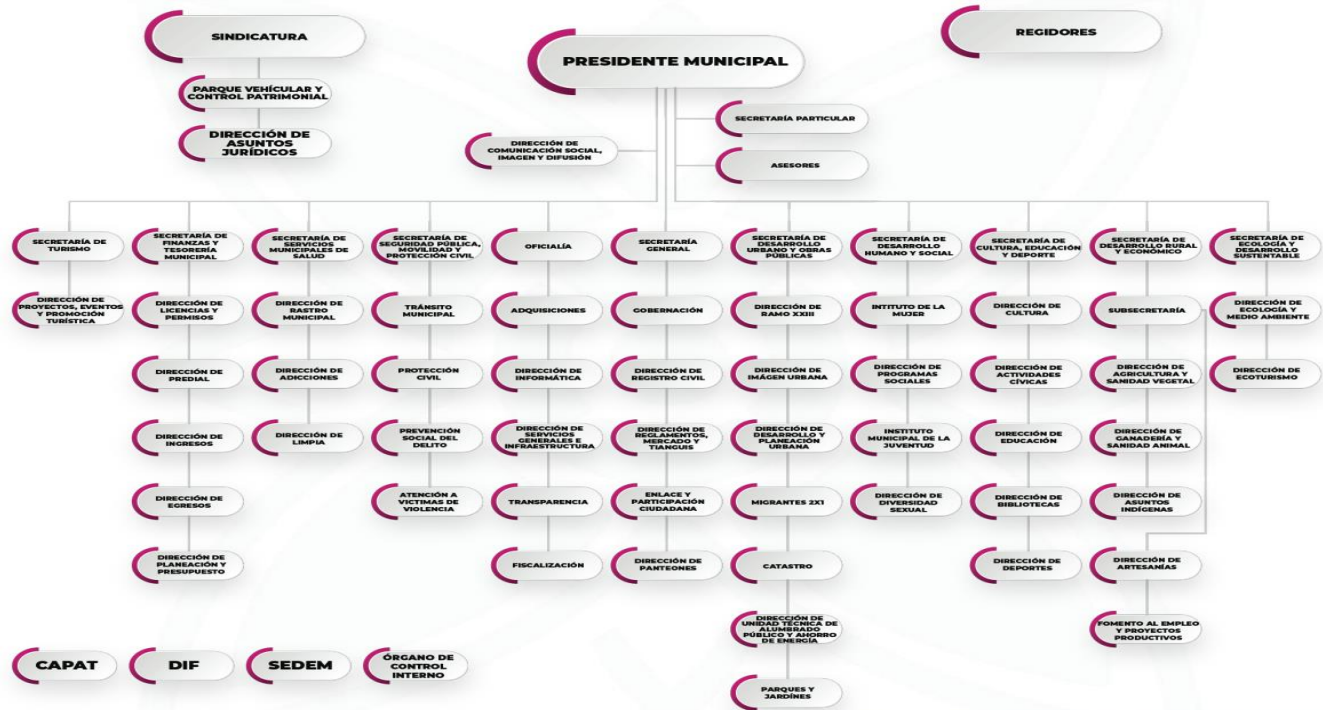 SINDICATURA
PRESIDENTE MUNICIPAL
REGIDORES
PARQUE VEHÍCULAR Y
CONTROL PATRIMONIAL
DIRECCIÓN DE
ASUNTOS
JURÍDICOS
DIRECCIÓN DE
COMUNICACIÓN SOCIAL,
IMAGEN Y DIFUSIÓN
SECRETARÍA PARTICULAR
ASESORES
SECRETARÍA DE
TURISMO
DIRECCIÓN DE
PROYECTOS, EVENTOS
Y PROMOCIÓN
TURÍSTICA
SECRETARÍA DE
FINANZAS Y
TESORERÍA
MUNICIPAL
DIRECCIÓN DE
LICENCIAS Y
PERMISOS
DIRECCIÓN DE
PREDIAL
DIRECCIÓN DE
INGRESOS
DIRECCIÓN DE
EGRESOS
DIRECCIÓN DE
PLANEACIÓN Y
PRESUPUESTO
SECRETARÍA DE
SERVICIOS
MUNICIPALES DE
SALUD
DIRECCIÓN DE
RASTRO
MUNICIPAL
DIRECCIÓN DE
ADICCIONES
DIRECCIÓN DE
LIMPIA
SECRETARÍA DE
SEGURIDAD PÚBLICA,
MOVILIDAD Y
PROTECCIÓN CIVIL
TRÁNSITO
MUNICIPAL
PROTECCIÓN
CIVIL
PREVENCIÓN
SOCIAL DEL
DELITO
ATENCIÓN A
VICTIMAS DE
VIOLENCIA
OFICIALÍA
ADQUISICIONES
DIRECCIÓN DE
INFORMÁTICA
DIRECCIÓN DE
SERVICIOS
GENERALES E
INFRAESTRUCTURA
TRANSPARENCIA
FISCALIZACIÓN
SECRETARÍA
GENERAL
GOBERNACIÓN
DIRECCIÓN DE
REGISTRO CIVIL
DIRECCIÓN DE
REGLAMENTOS,
MERCADO Y
TIANGUIS
ENLACE Y
PARTICIPACIÓN
CIUDADANA
DIRECCIÓN DE
PANTEONES
SECRETARÍA DE
DESARROLLO
URBANO Y OBRAS
PÚBLICAS
DIRECCIÓN DE
RAMO XXIII
DIRECCIÓN DE
IMÁGEN URBANA
DIRECCIÓN DE
DESARROLLO Y
PLANEACIÓN
URBANA
MIGRANTES 2X1
CATASTRO
DIRECCIÓN DE
UNIDAD TÉCNICA DE
ALUMBRADO
PÚBLICO Y AHORRO
DE ENERGÍA
PARQUES Y
JARDÍNES
SECRETARÍA DE
DESARROLLO
HUMANO Y SOCIAL
INTITUTO DE LA
MUJER
DIRECCIÓN DE
PROGRAMAS
SOCIALES
INSTITUTO
MUNICIPAL DE LA
JUVENTUD
DIRECCIÓN DE
DIVERSIDAD
SEXUAL
SECRETARÍA DE
CULTURA, EDUCACIÓN
Y DEPORTE
DIRECCIÓN DE
CULTURA
DIRECCIÓN DE
ACTIVIDADES
CÍVICAS
DIRECCIÓN DE
EDUCACIÓN
DIRECCIÓN DE
BIBLIOTECAS
DIRECCIÓN DE
DEPORTES
SECRETARÍA DE
DESARROLLO RURAL
Y ECONÓMICO
SUBSECRETARÍA
DIRECCIÓN DE
AGRICULTURA Y
SANIDAD VEGETAL
DIRECCIÓN DE
GANADERÍA Y
SANIDAD ANIMAL
DIRECCIÓN DE
ASUNTOS
INDÍGENAS
DIRECCIÓN DE
ARTESANÍAS
FOMENTO AL EMPLEO
Y PROYECTOS
PRODUCTIVOS
SECRETARÍA DE
ECOLOGÍA Y
DESARROLLO
SUSTENTABLE
DIRECCIÓN DE
ECOLOGÍA Y
MEDIO AMBIENTE
DIRECCIÓN DE
ECOTURISMO
CAPAT
DIF
SEDEM
ÓRGANO DE
CONTROL
INTERNO